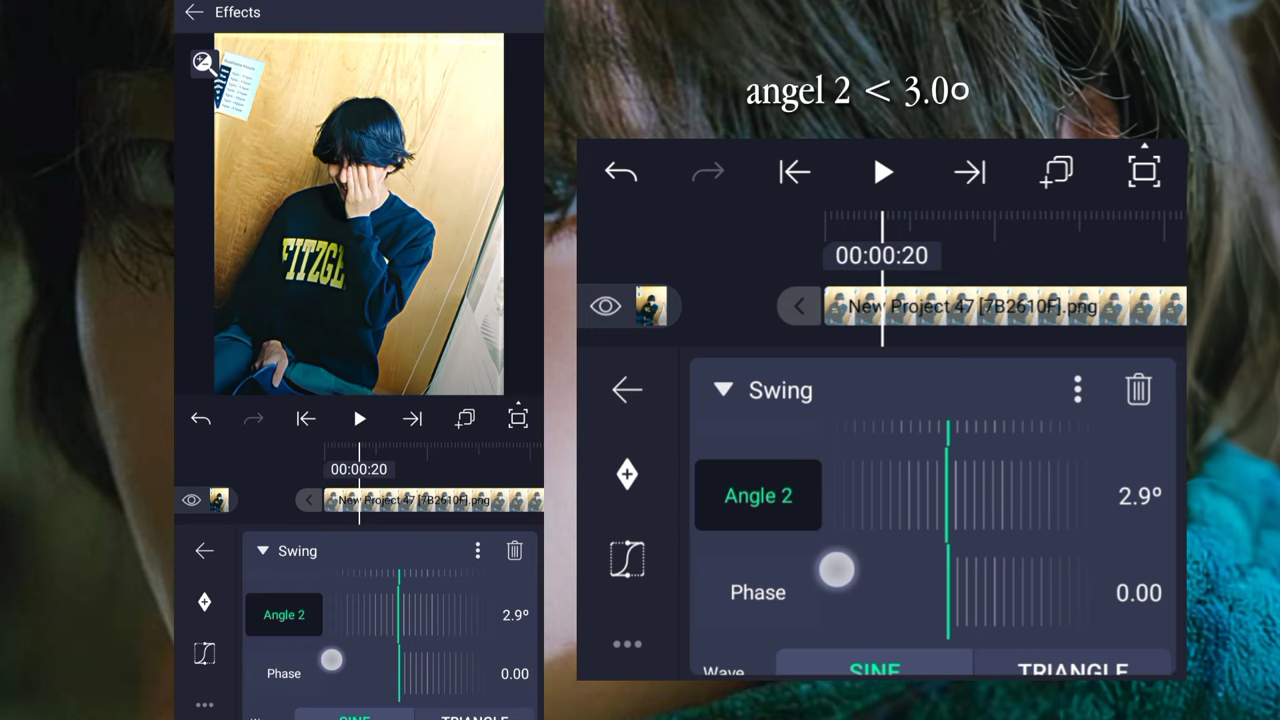 Effects
FITZGE
00:00:20
New Project 47 [7B2610F].png
Swing
Angle 2
2.9º
Phase
0.00
SINE
TRIANGLE
angel 2 < 3.0o
00:00:20
New Project 47 [7B2610F].png
Swing
Angle 2
2.9º
Phase
0.00
Wave
SINE
TRIANGLE